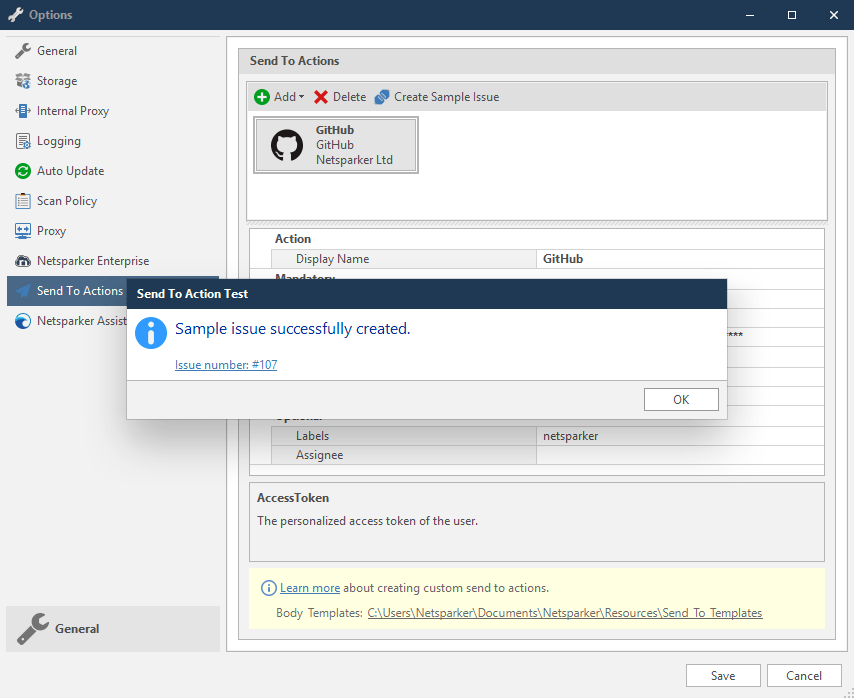 Options
General
Storage
Internal Proxy
Logging
Auto Update
Scan Policy
Proxy
Netsparker Enterprise
Send To Actions
Netsparker Assist
General
Send To Actions
Add
Delete
Create Sample Issue
GitHub
GitHub
Netsparker Ltd
Action
Display Name
GitHub
Mandatory
Send To Action Test
Sample issue successfully created.
Issue number: #107
OK
****
Optional
Labels
netsparker
Assignee
AccessToken
The personalized access token of the user.
Learn more about creating custom send to actions.
Body Templates: C:\Users\Netsparker\Documents\Netsparker\Resources\Send To Templates
Save
Cancel